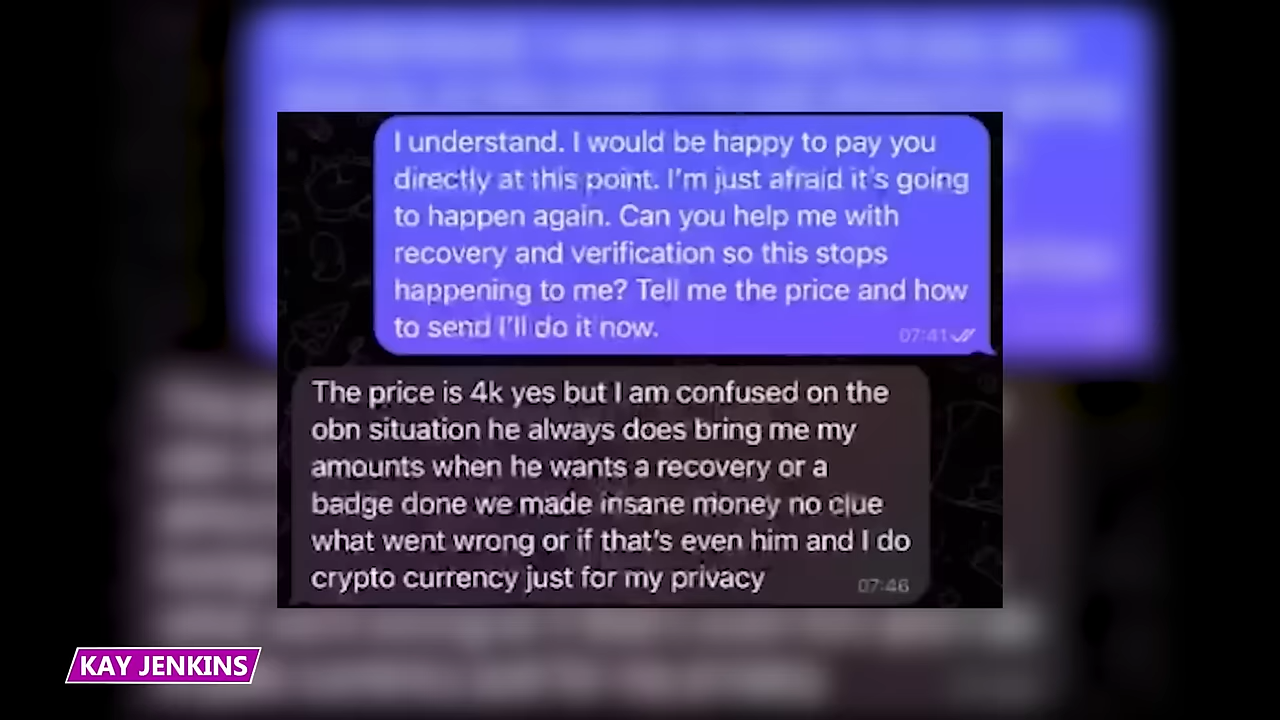 I understand. I would be happy to pay you
directly at this point. I'm just afraid it's going
to happen again. Can you help me with
recovery and verification so this stops
happening to me? Tell me the price and how
to send I'll do it now.
07:41
The price is 4k yes but I am confused on the
obn situation he always does bring me my
amounts when he wants a recovery or a
badge done we made insane money no clue
what went wrong or if that's even him and I do
crypto currency just for my privacy
07:46
KAY JENKINS